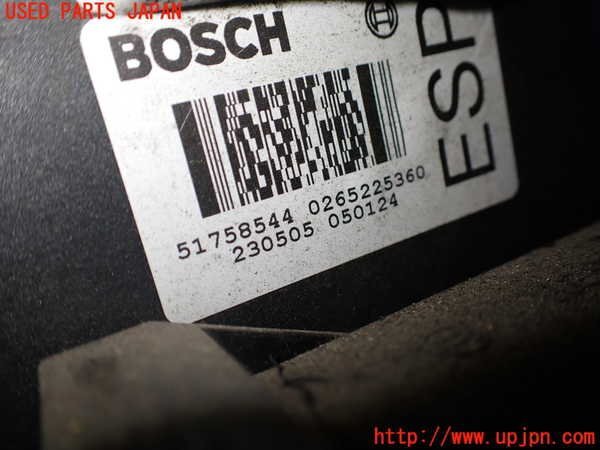 USED PARTS JAPAN
BOSCH
ESP
51758544 0265225360
230505 050124
http://www.upjpn.com/